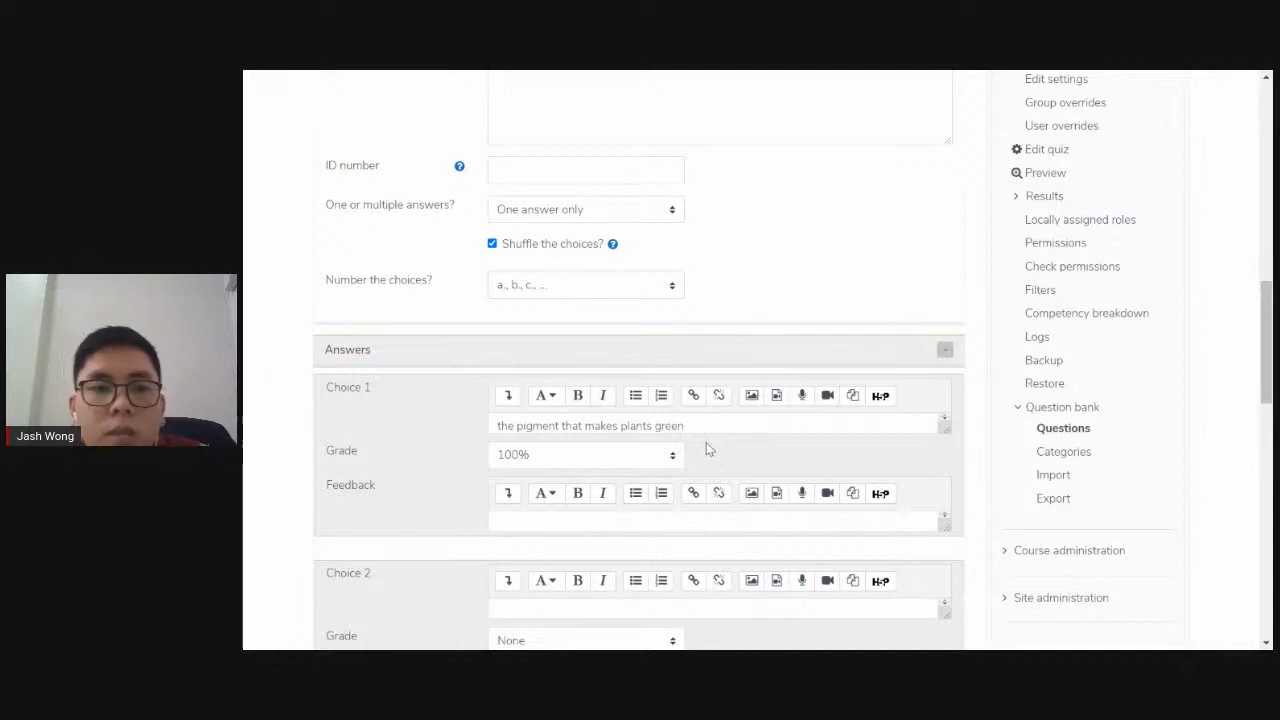 Edit settings
Group overrides
User overrides
Edit quiz
Preview
Results
Locally assigned roles
Permissions
Check permissions
Filters
Competency breakdown
Logs
Backup
Restore
Question bank
Questions
Categories
Import
Export
Course administration
Site administration
ID number
One or multiple answers?
One answer only
Shuffle the choices?
Number the choices?
a., b., c., ...
Answers
Choice 1
A B I H-P
the pigment that makes plants green
Grade
100%
Feedback
A B I H-P
Choice 2
A B I H-P
Grade
None
Jash Wong